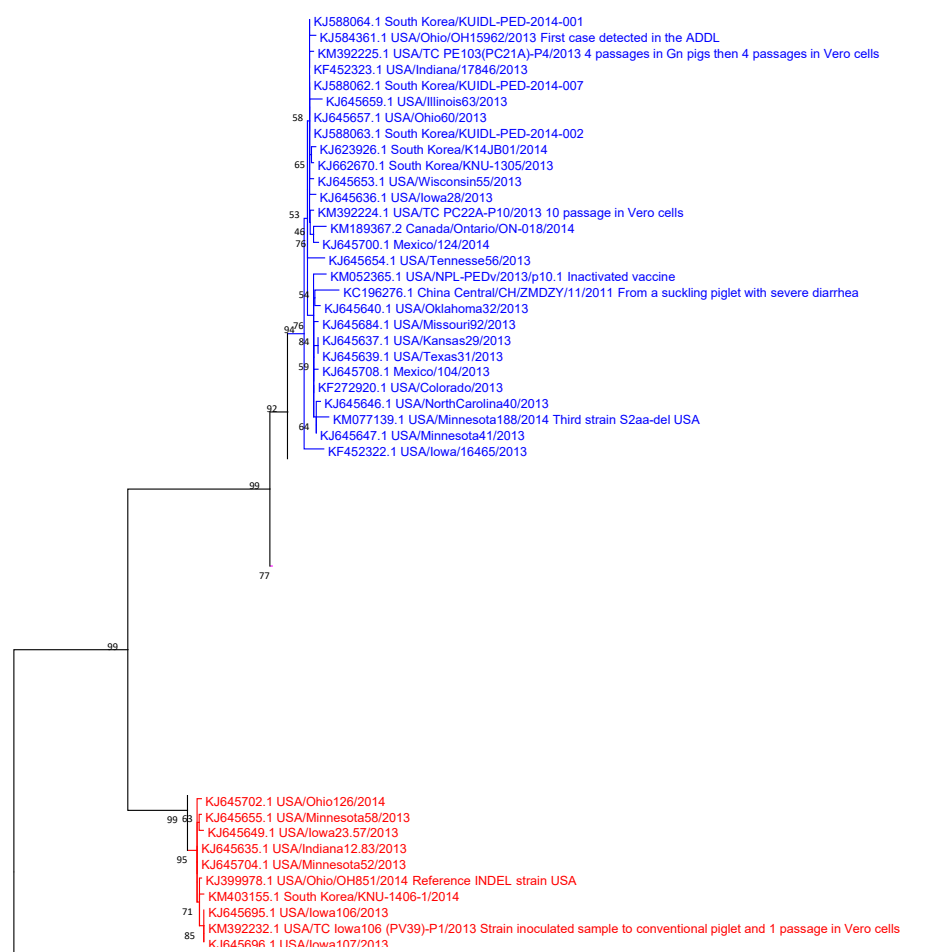 KJ588064.1 South Korea/KUIDL-PED-2014-001
KJ584361.1 USA/Ohio/OH15962/2013 First case detected in the ADDL
KM392225.1 USA/TC PE103(PC21A)-P4/2013 4 passages in Gn pigs then 4 passages in Vero cells
KF452323.1 USA/Indiana/17846/2013
KJ588062.1 South Korea/KUIDL-PED-2014-007
KJ645659.1 USA/Illinois63/2013
58
KJ645657.1 USA/Ohio60/2013
KJ588063.1 South Korea/KUIDL-PED-2014-002
KJ623926.1 South Korea/K14JB01/2014
65
KJ662670.1 South Korea/KNU-1305/2013
KJ645653.1 USA/Wisconsin55/2013
KJ645636.1 USA/Iowa28/2013
53
KM392224.1 USA/TC PC22A-P10/2013 10 passage in Vero cells
46
KM189367.2 Canada/Ontario/ON-018/2014
76
KJ645700.1 Mexico/124/2014
KJ645654.1 USA/Tennesse56/2013
KM052365.1 USA/NPL-PEDv/2013/p10.1 Inactivated vaccine
54
KC196276.1 China Central/CH/ZMDZY/11/2011 From a suckling piglet with severe diarrhea
KJ645640.1 USA/Oklahoma32/2013
94
76
KJ645684.1 USA/Missouri92/2013
84
KJ645637.1 USA/Kansas29/2013
KJ645639.1 USA/Texas31/2013
59
KJ645708.1 Mexico/104/2013
KF272920.1 USA/Colorado/2013
KJ645646.1 USA/NorthCarolina40/2013
92
KM077139.1 USA/Minnesota188/2014 Third strain S2aa-del USA
64
KJ645647.1 USA/Minnesota41/2013
KF452322.1 USA/Iowa/16465/2013
99
77
99
KJ645702.1 USA/Ohio126/2014
99
63
KJ645655.1 USA/Minnesota58/2013
KJ645649.1 USA/Iowa23.57/2013
KJ645635.1 USA/Indiana12.83/2013
95
KJ645704.1 USA/Minnesota52/2013
KJ399978.1 USA/Ohio/OH851/2014 Reference INDEL strain USA
KM403155.1 South Korea/KNU-1406-1/2014
71
KJ645695.1 USA/Iowa106/2013
KM392232.1 USA/TC Iowa106 (PV39)-P1/2013 Strain inoculated sample to conventional piglet and 1 passage in Vero cells
85
KJ645696.1 USA/Iowa107/2013